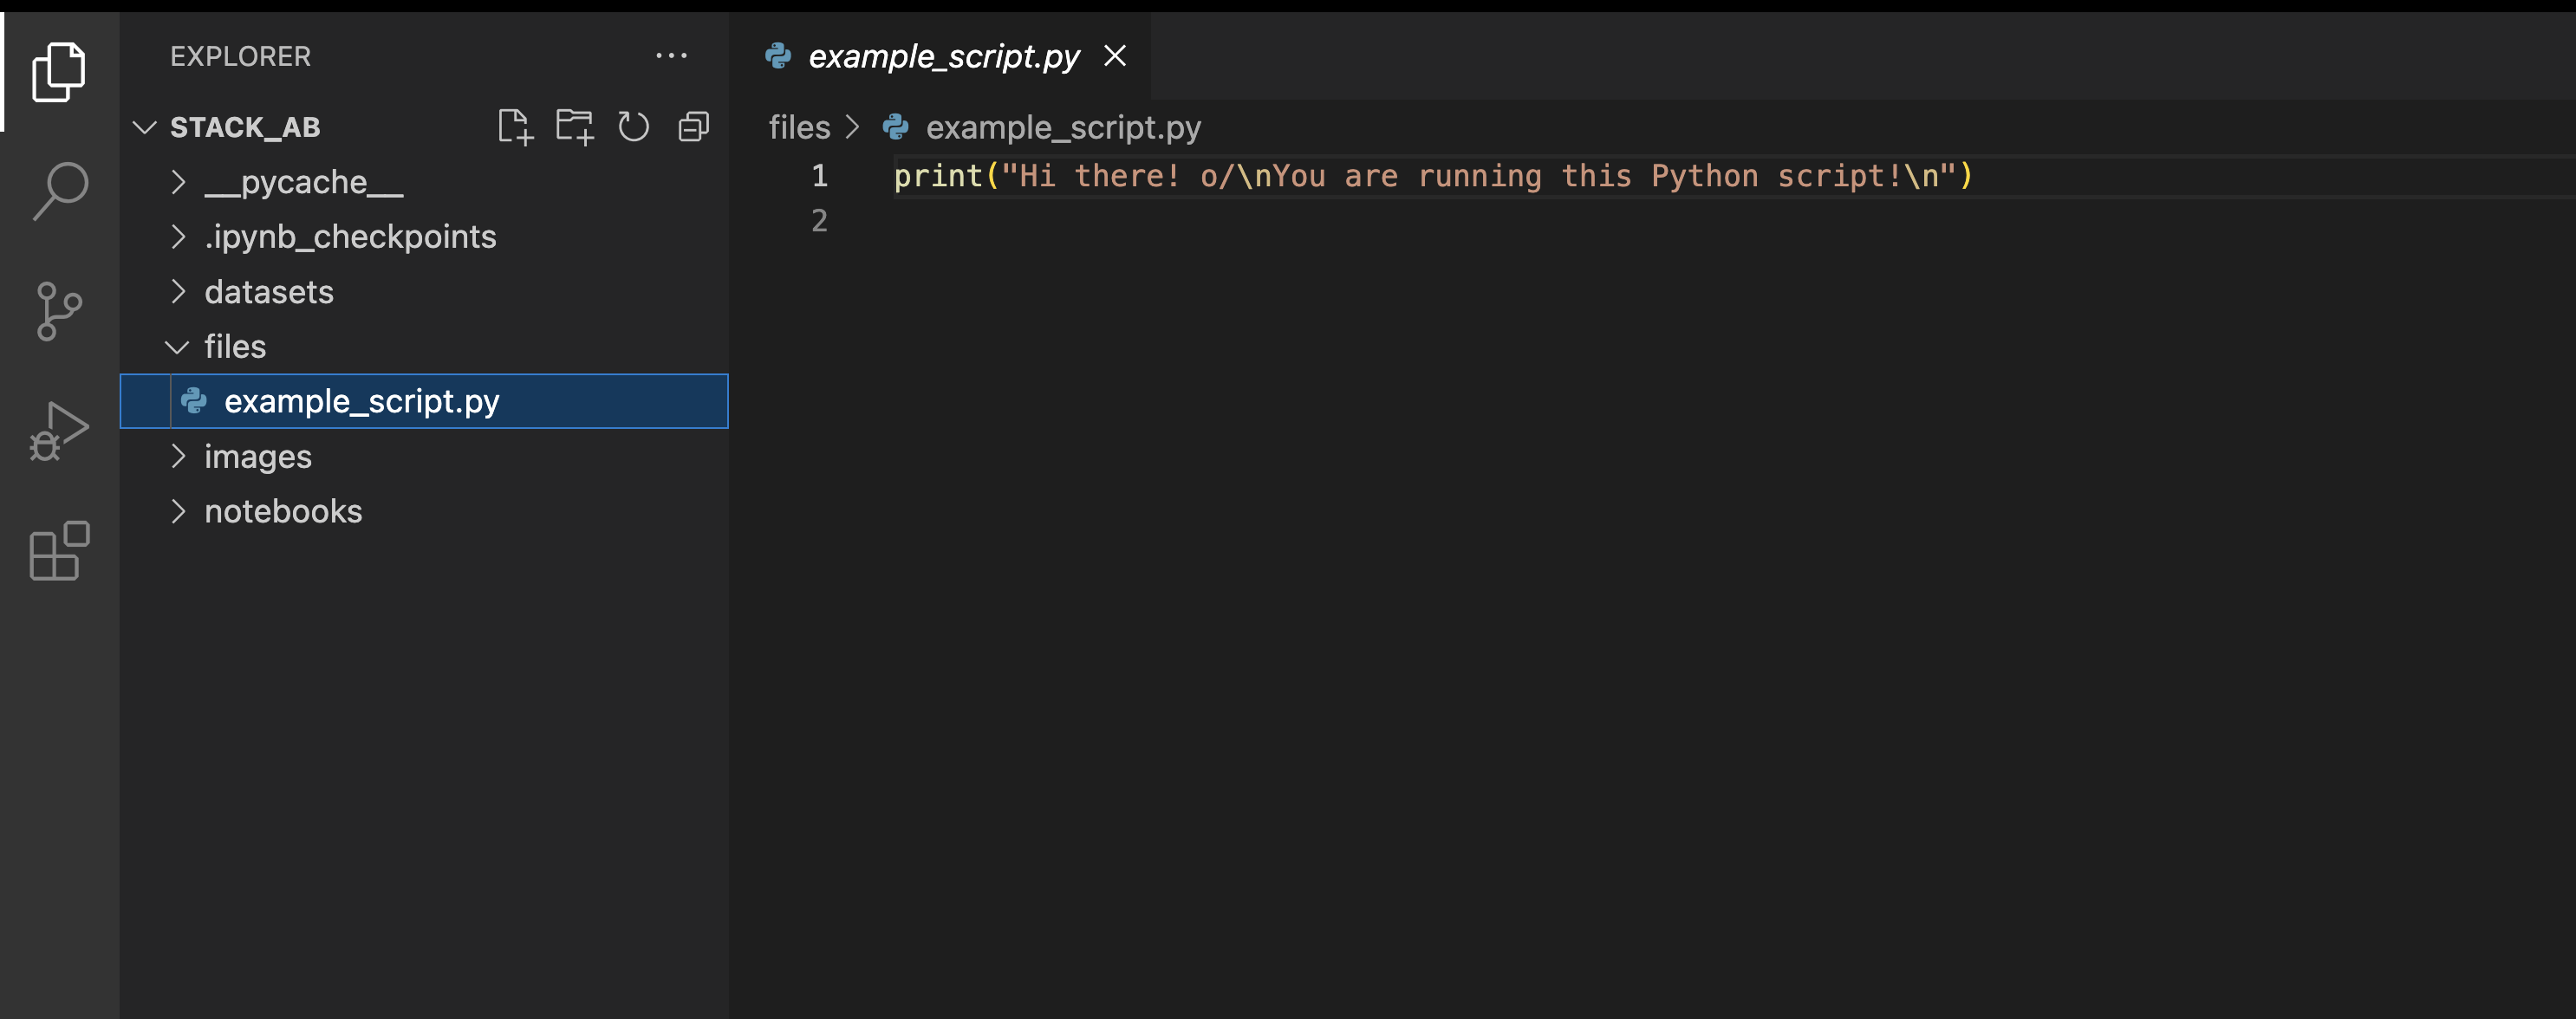 EXPLORER
STACK_AB
__pycache__
.ipynb_checkpoints
datasets
files
example_script.py
images
notebooks
example_script.py
files > example_script.py
1 print("Hi there! o/\nYou are running this Python script!\n")
2